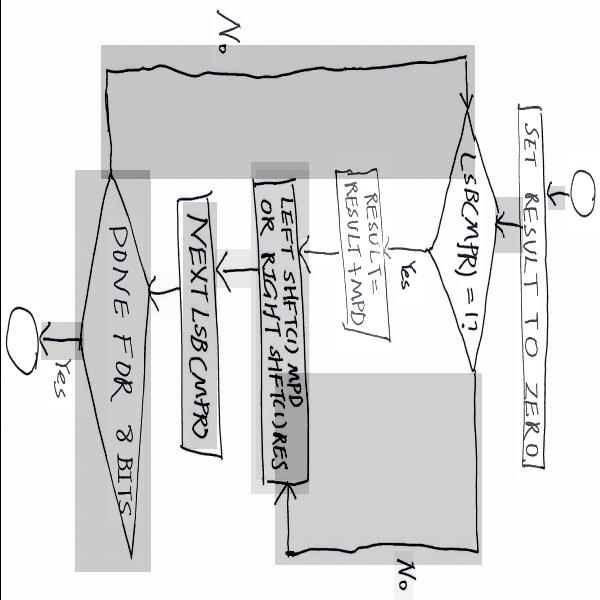 SET RESULT TO ZERO
LSB(MPR) = 1?
No
Yes
RESULT =
RESULT + MPD
LEFT SHFT(1) MPD
OR RIGHT SHFT(1) RES
NEXT LSB(MPR)
DONE FOR 8 BITS
No
Yes